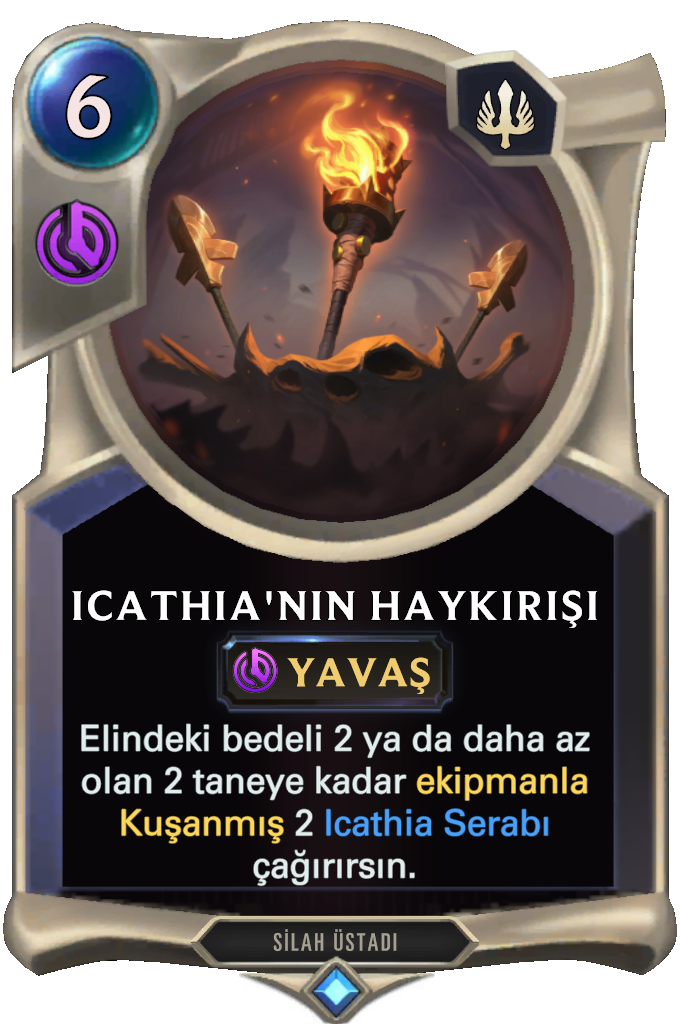 6
ICATHIA'NIN HAYKIRIŞI
YAVAŞ
Elindeki bedeli 2 ya da daha az
olan 2 taneye kadar ekipmanla
Kuşanmış 2 Icathia Serabı
çağırırsın.
SİLAH ÜSTADI